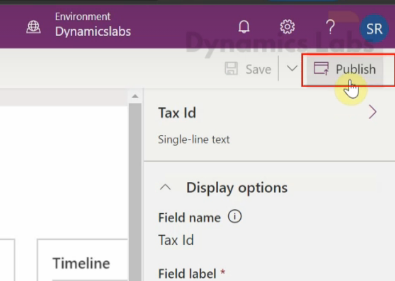 Environment
Dynamicslabs
?
SR
Dynamics Labs
Save
Publish
Tax Id
Single-line text
Display options
Field name
Tax Id
Timeline
Field label *